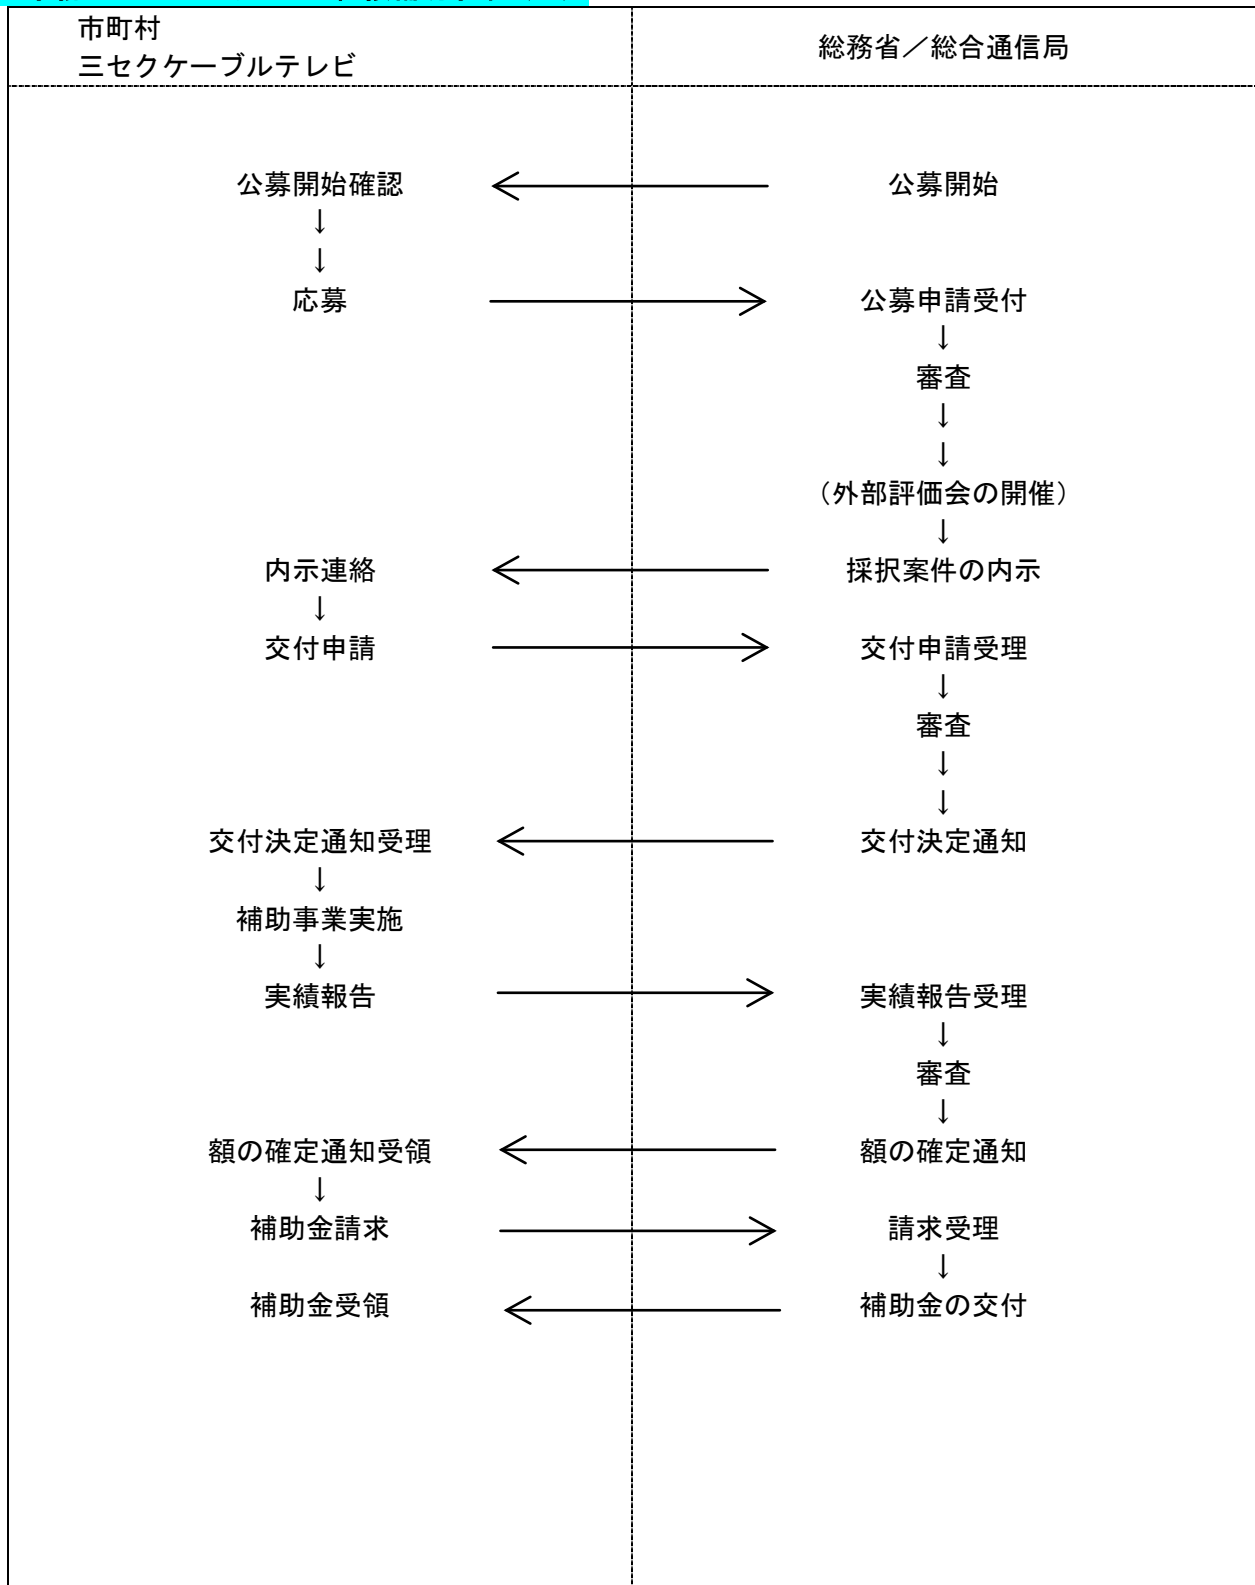 市町村
三セクケーブルテレビ
総務省／総合通信局
公募開始確認 ← 公募開始
↓
↓
応募 → 公募申請受付
↓
審査
↓
↓
（外部評価会の開催）
↓
内示連絡 ← 採択案件の内示
↓
交付申請 → 交付申請受理
↓
審査
↓
↓
交付決定通知受理 ← 交付決定通知
↓
補助事業実施
↓
実績報告 → 実績報告受理
↓
審査
↓
額の確定通知受領 ← 額の確定通知
↓
補助金請求 → 請求受理
↓
補助金受領 ← 補助金の交付